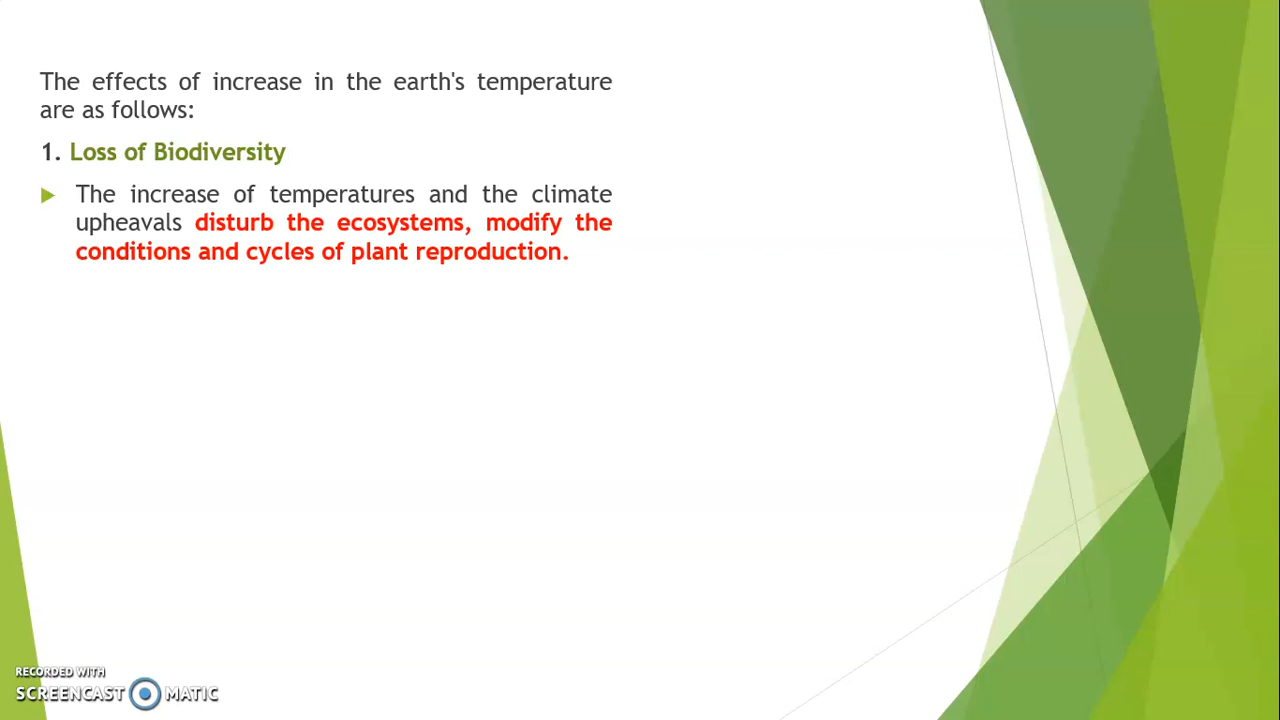 The effects of increase in the earth's temperature
are as follows:
1. Loss of Biodiversity
The increase of temperatures and the climate
upheavals disturb the ecosystems, modify the
conditions and cycles of plant reproduction.
RECORDED WITH
SCREENCAST MATIC